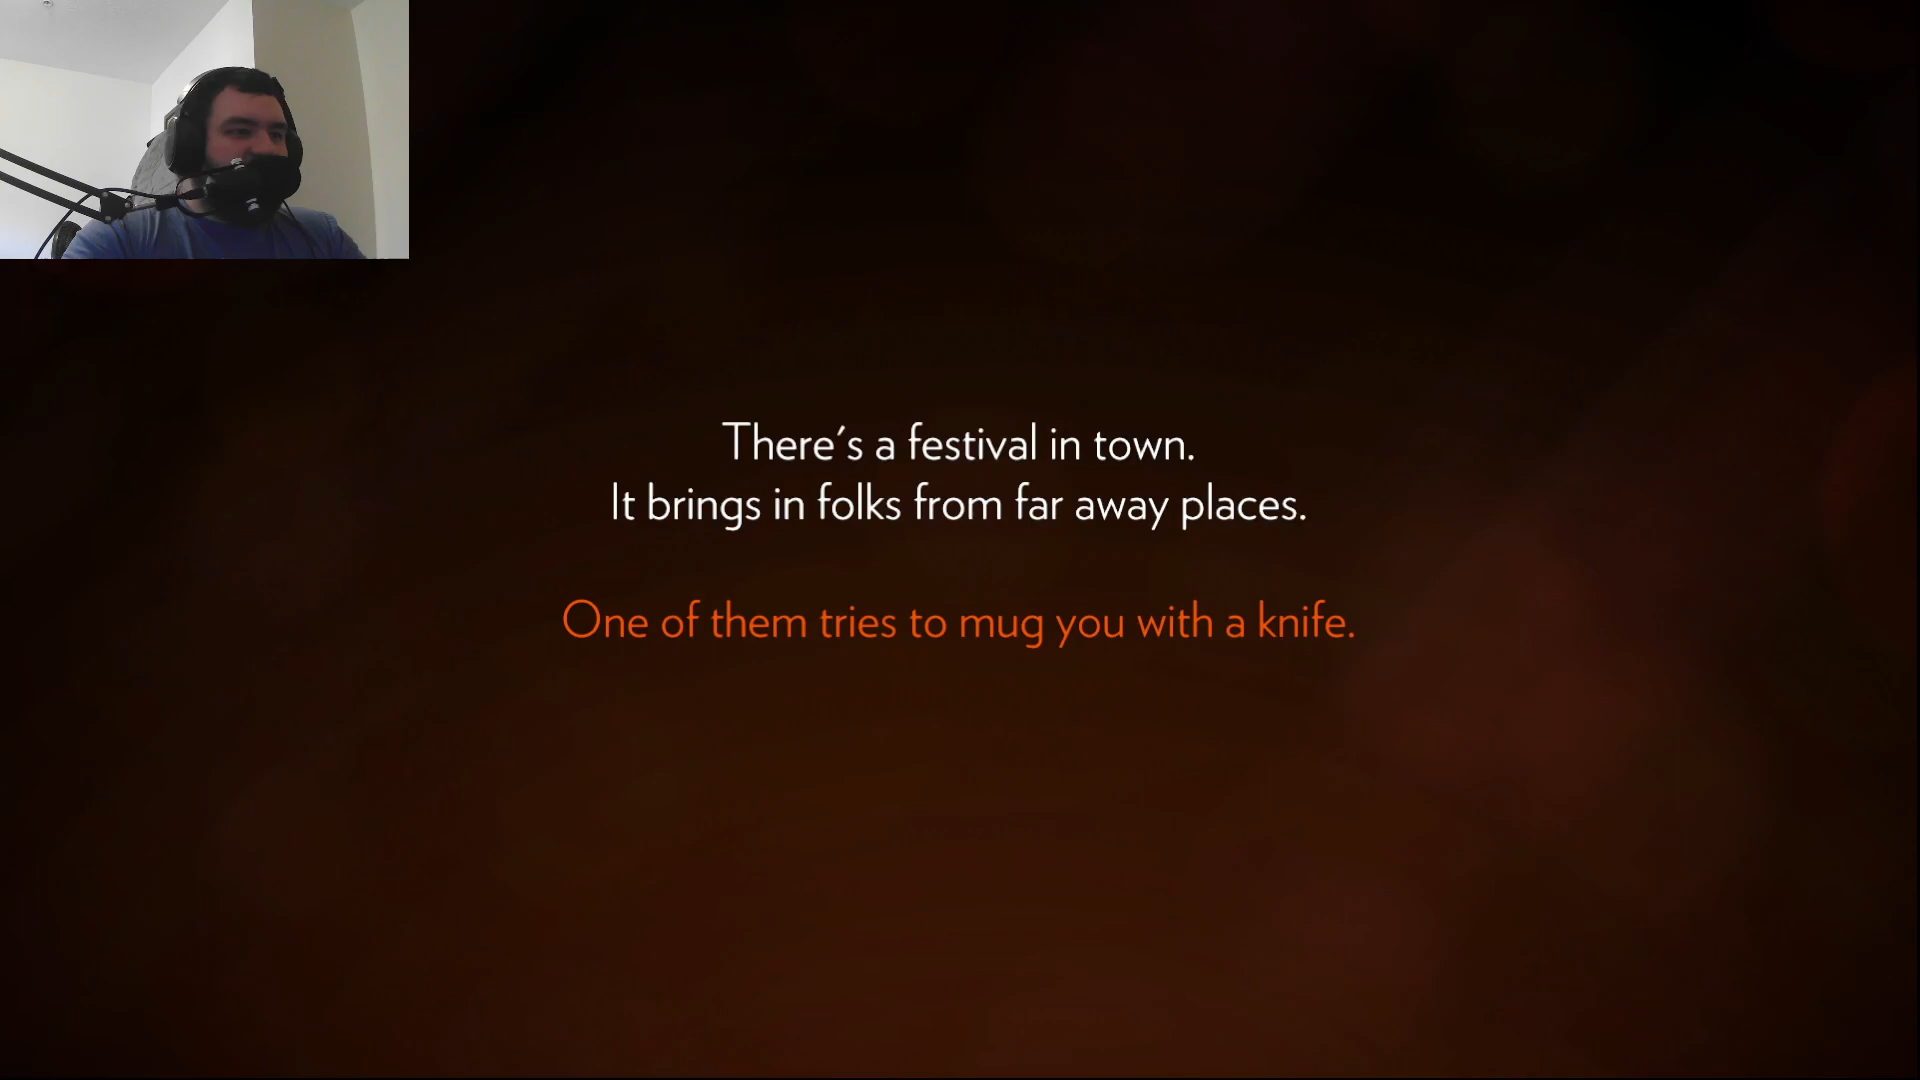 There's a festival in town.
It brings in folks from far away places.
One of them tries to mug you with a knife.